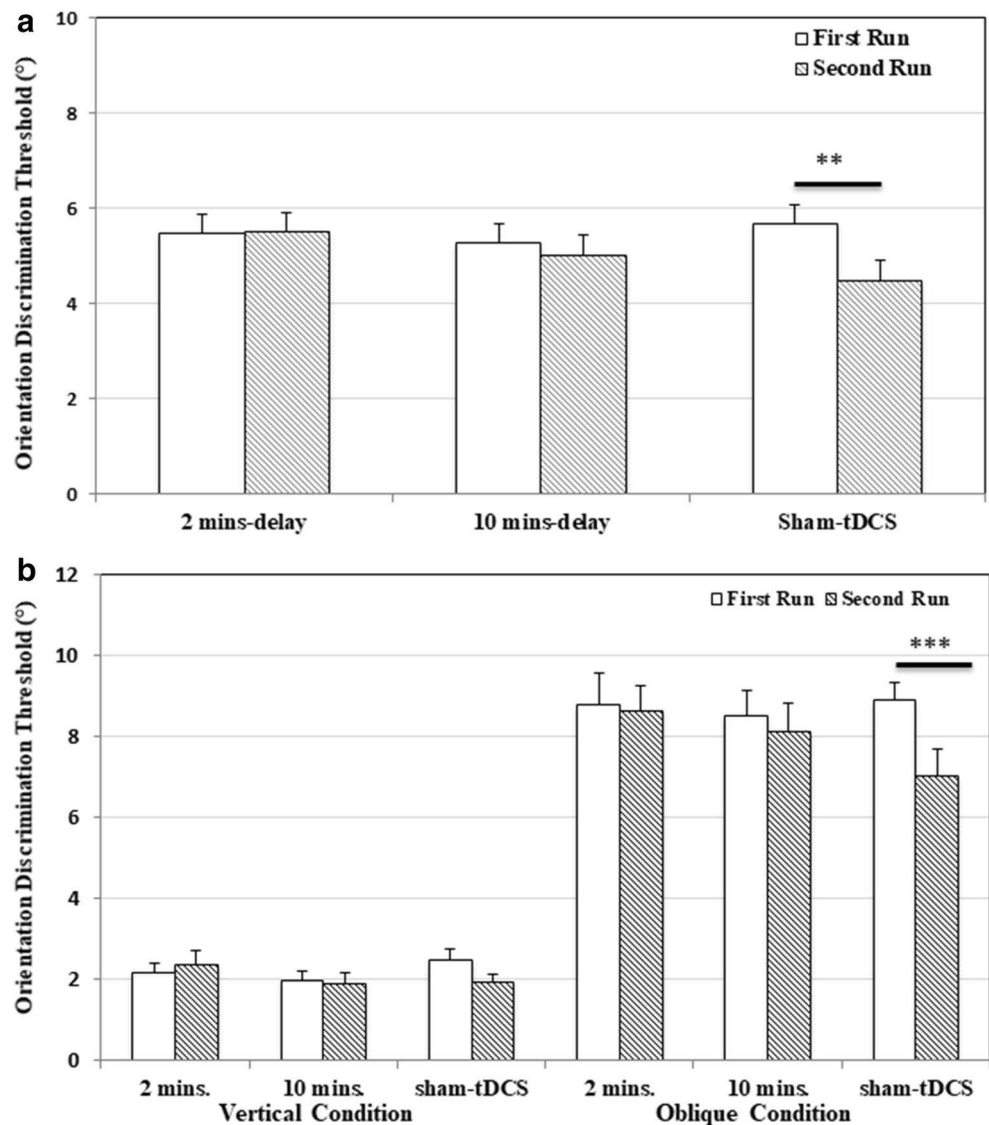 a
Orientation Discrimination Threshold (°)
10
8
6
4
2
0
First Run
Second Run
**
2 mins-delay 10 mins-delay Sham-tDCS
b
Orientation Discrimination Threshold (°)
12
10
8
6
4
2
0
First Run Second Run
***
2 mins. 10 mins. sham-tDCS 2 mins. 10 mins. sham-tDCS
Vertical Condition Oblique Condition